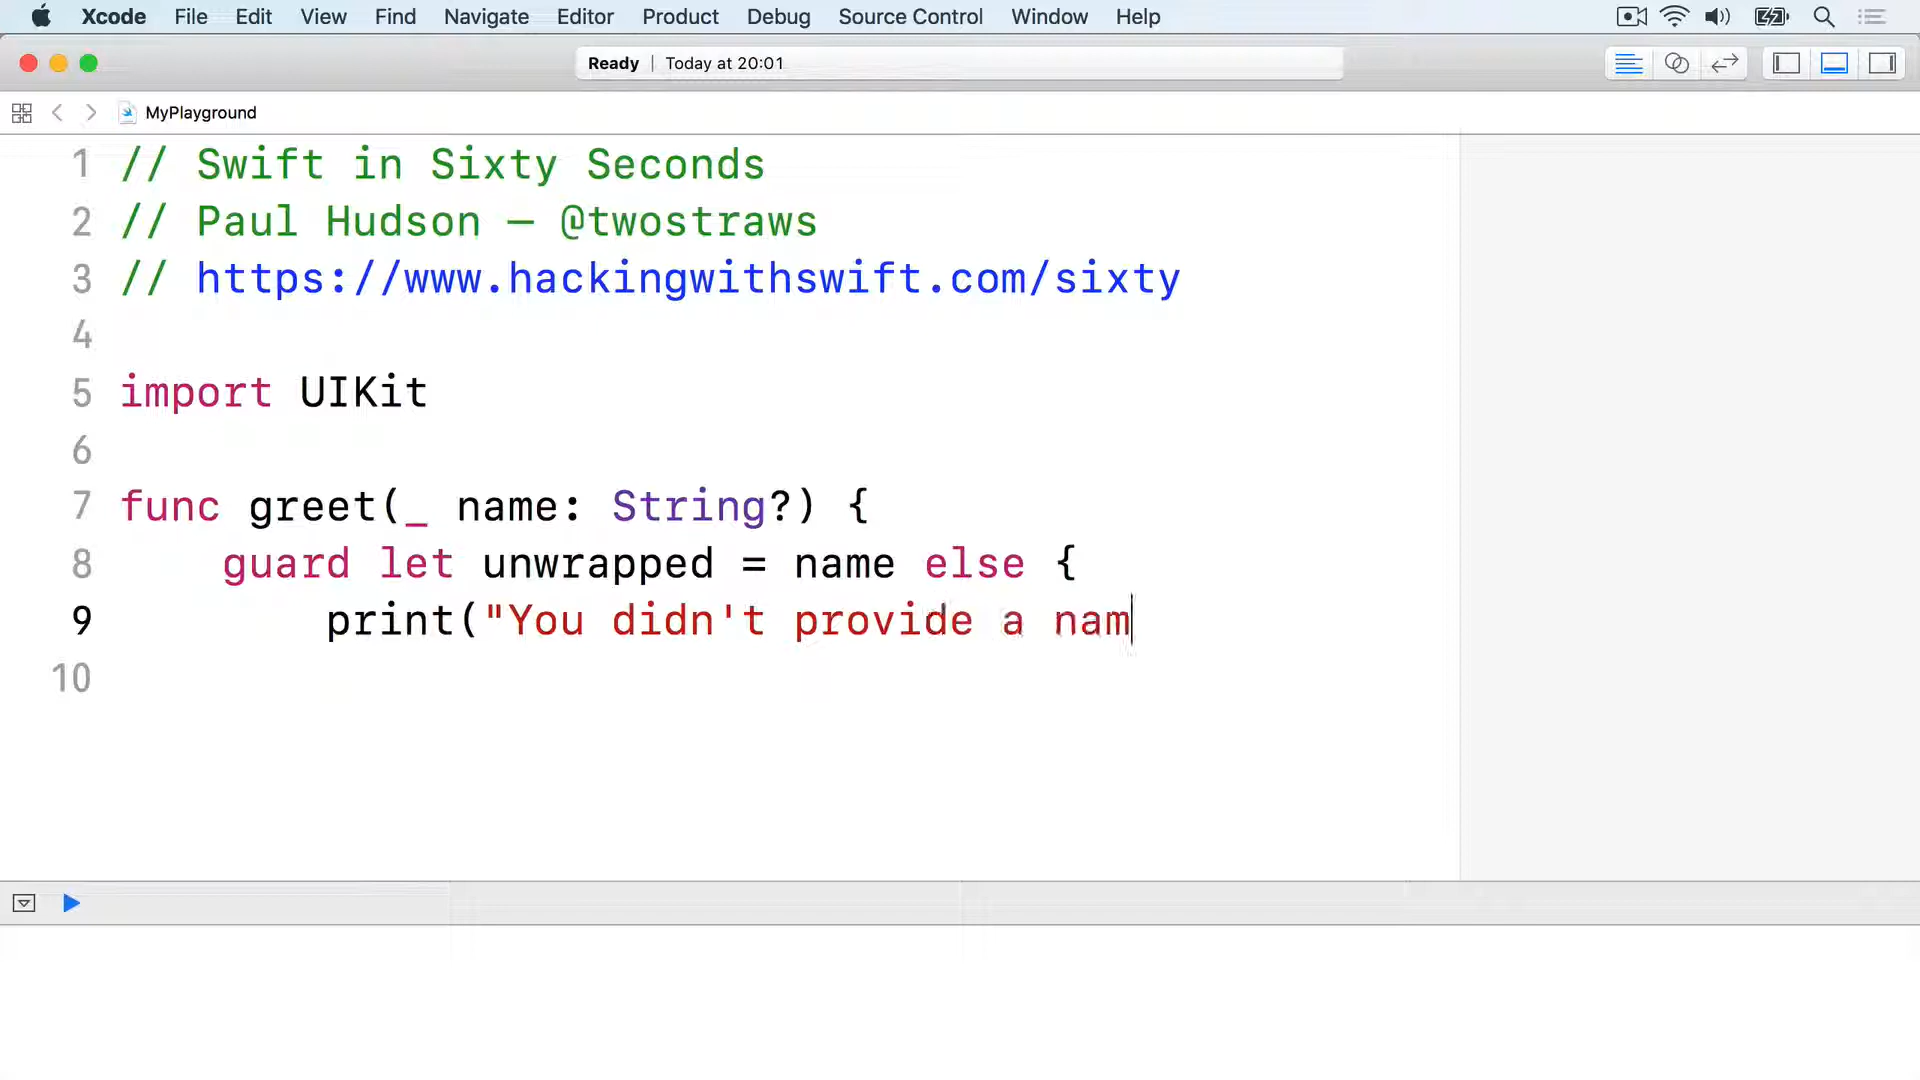 Xcode File Edit View Find Navigate Editor Product Debug Source Control Window Help
Ready | Today at 20:01
MyPlayground
1 // Swift in Sixty Seconds
2 // Paul Hudson — @twostraws
3 // https://www.hackingwithswift.com/sixty
4
5 import UIKit
6
7 func greet(_ name: String?) {
8     guard let unwrapped = name else {
9         print("You didn't provide a nam
10